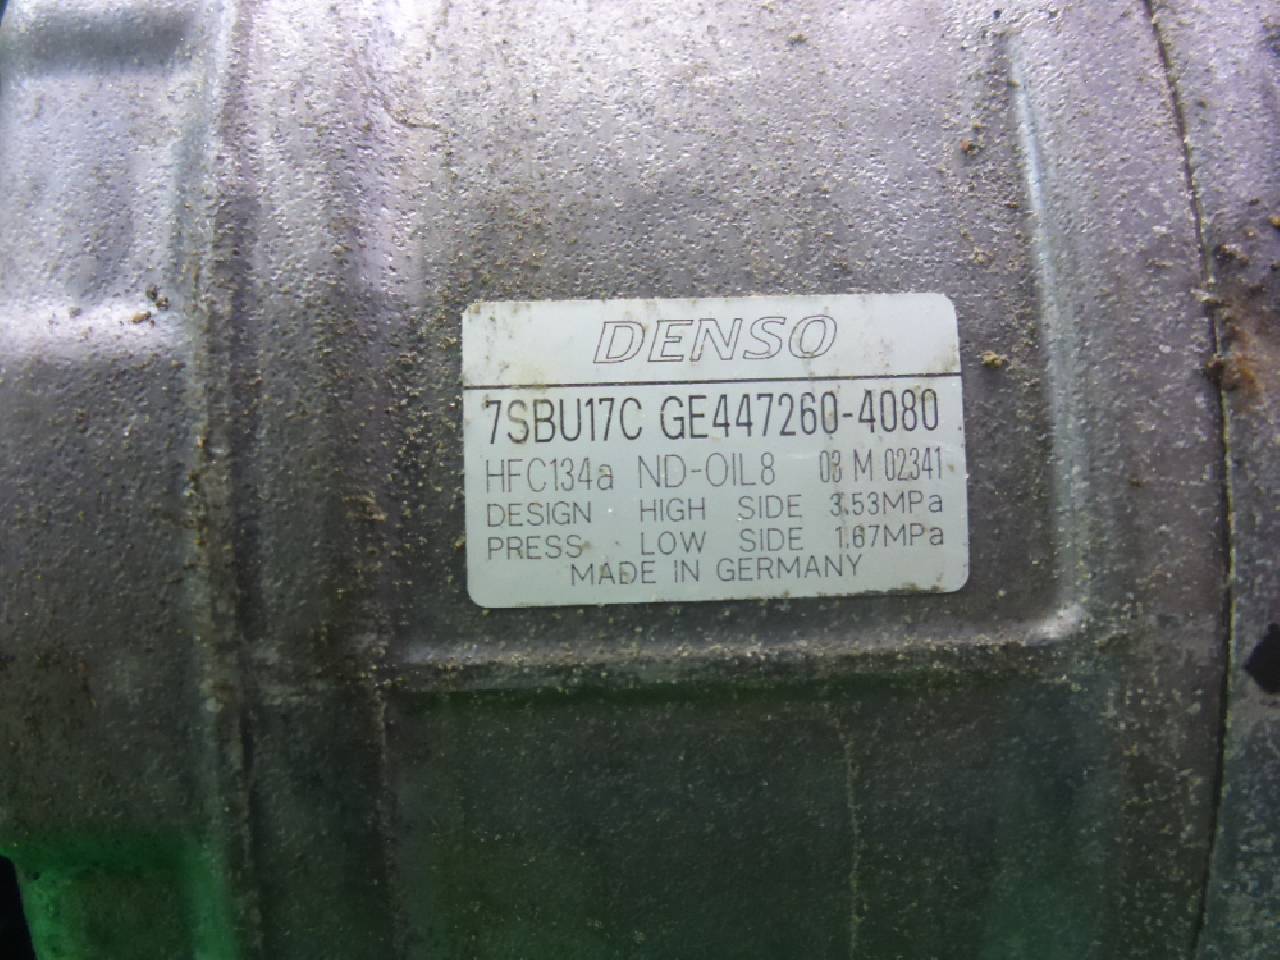 DENSO
7SBU17C GE447260-4080
HFC134a ND-OIL8 03 M 02341
DESIGN HIGH SIDE 3.53MPa
PRESS LOW SIDE 1.67MPa
MADE IN GERMANY